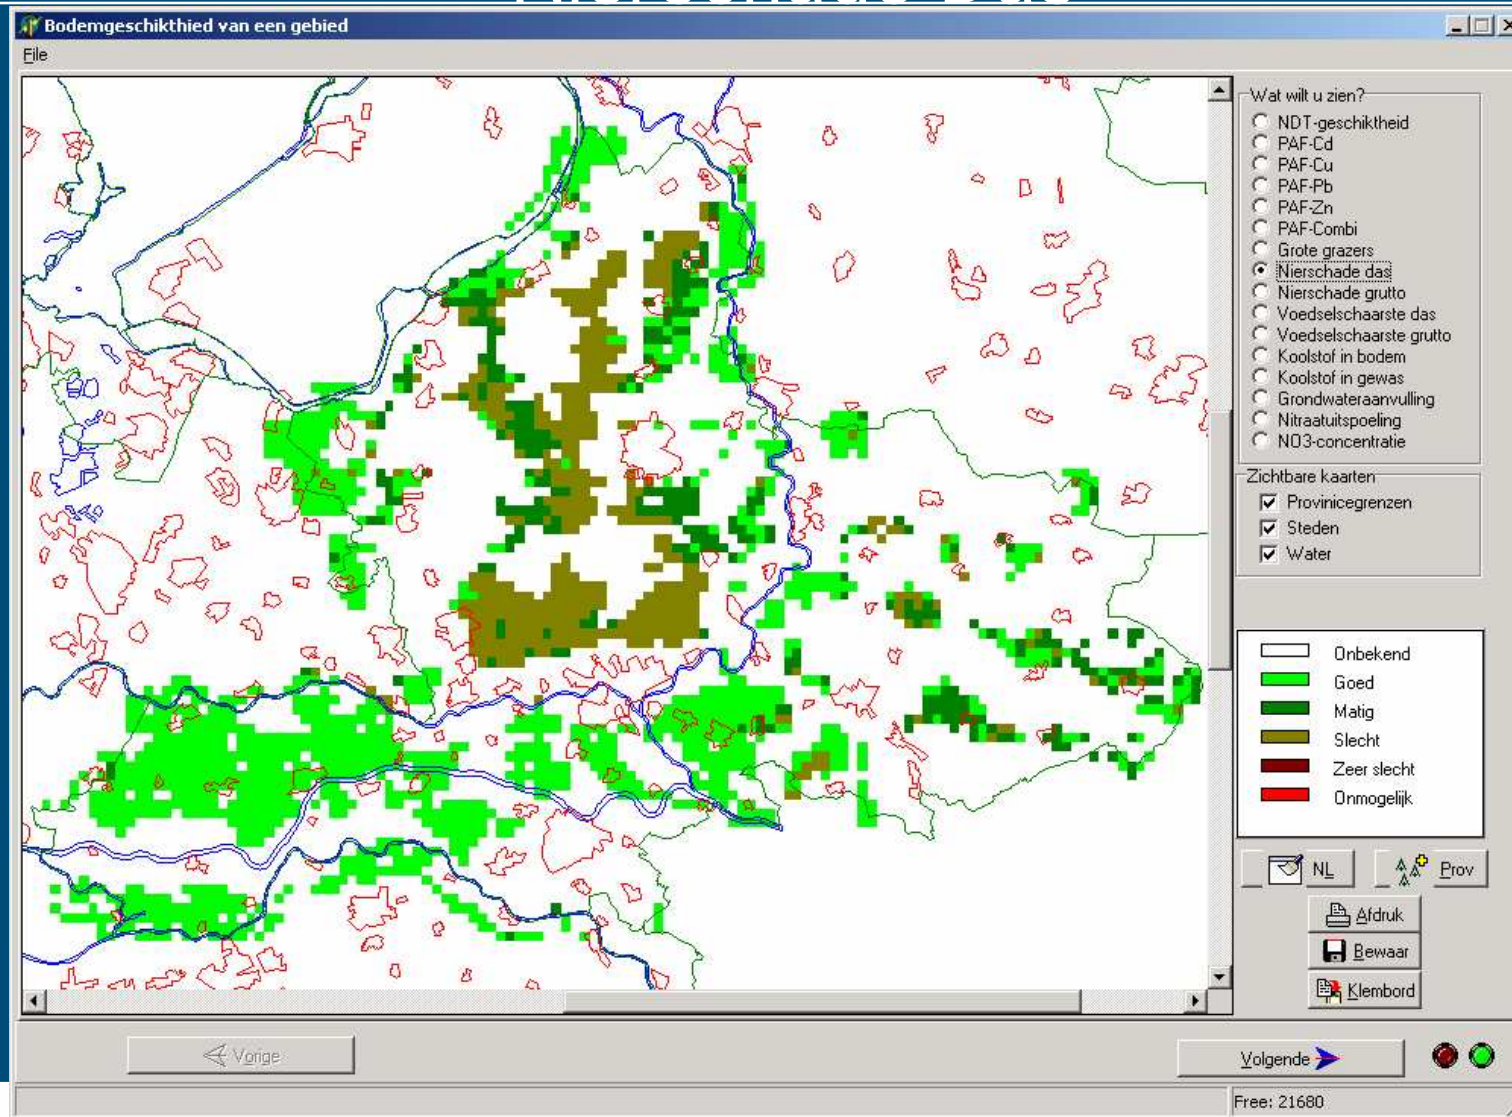 Bodemgeschikthied van een gebied
File
Wat wilt u zien?
NDT-geschiktheid
PAF-Cd
PAF-Cu
PAF-Pb
PAF-Zn
PAF-Combi
Grote grazers
Nierschade das
Nierschade grutto
Voedselschaarste das
Voedselschaarste grutto
Koolstof in bodem
Koolstof in gewas
Grondwateraanvulling
Nitraatuitspoeling
NO3-concentratie
Zichtbare kaarten
Provinicegrenzen
Steden
Water
Onbekend
Goed
Matig
Slecht
Zeer slecht
Onmogelijk
NL
Prov
Afdruk
Bewaar
Klembord
Vorige
Volgende
Free: 21680